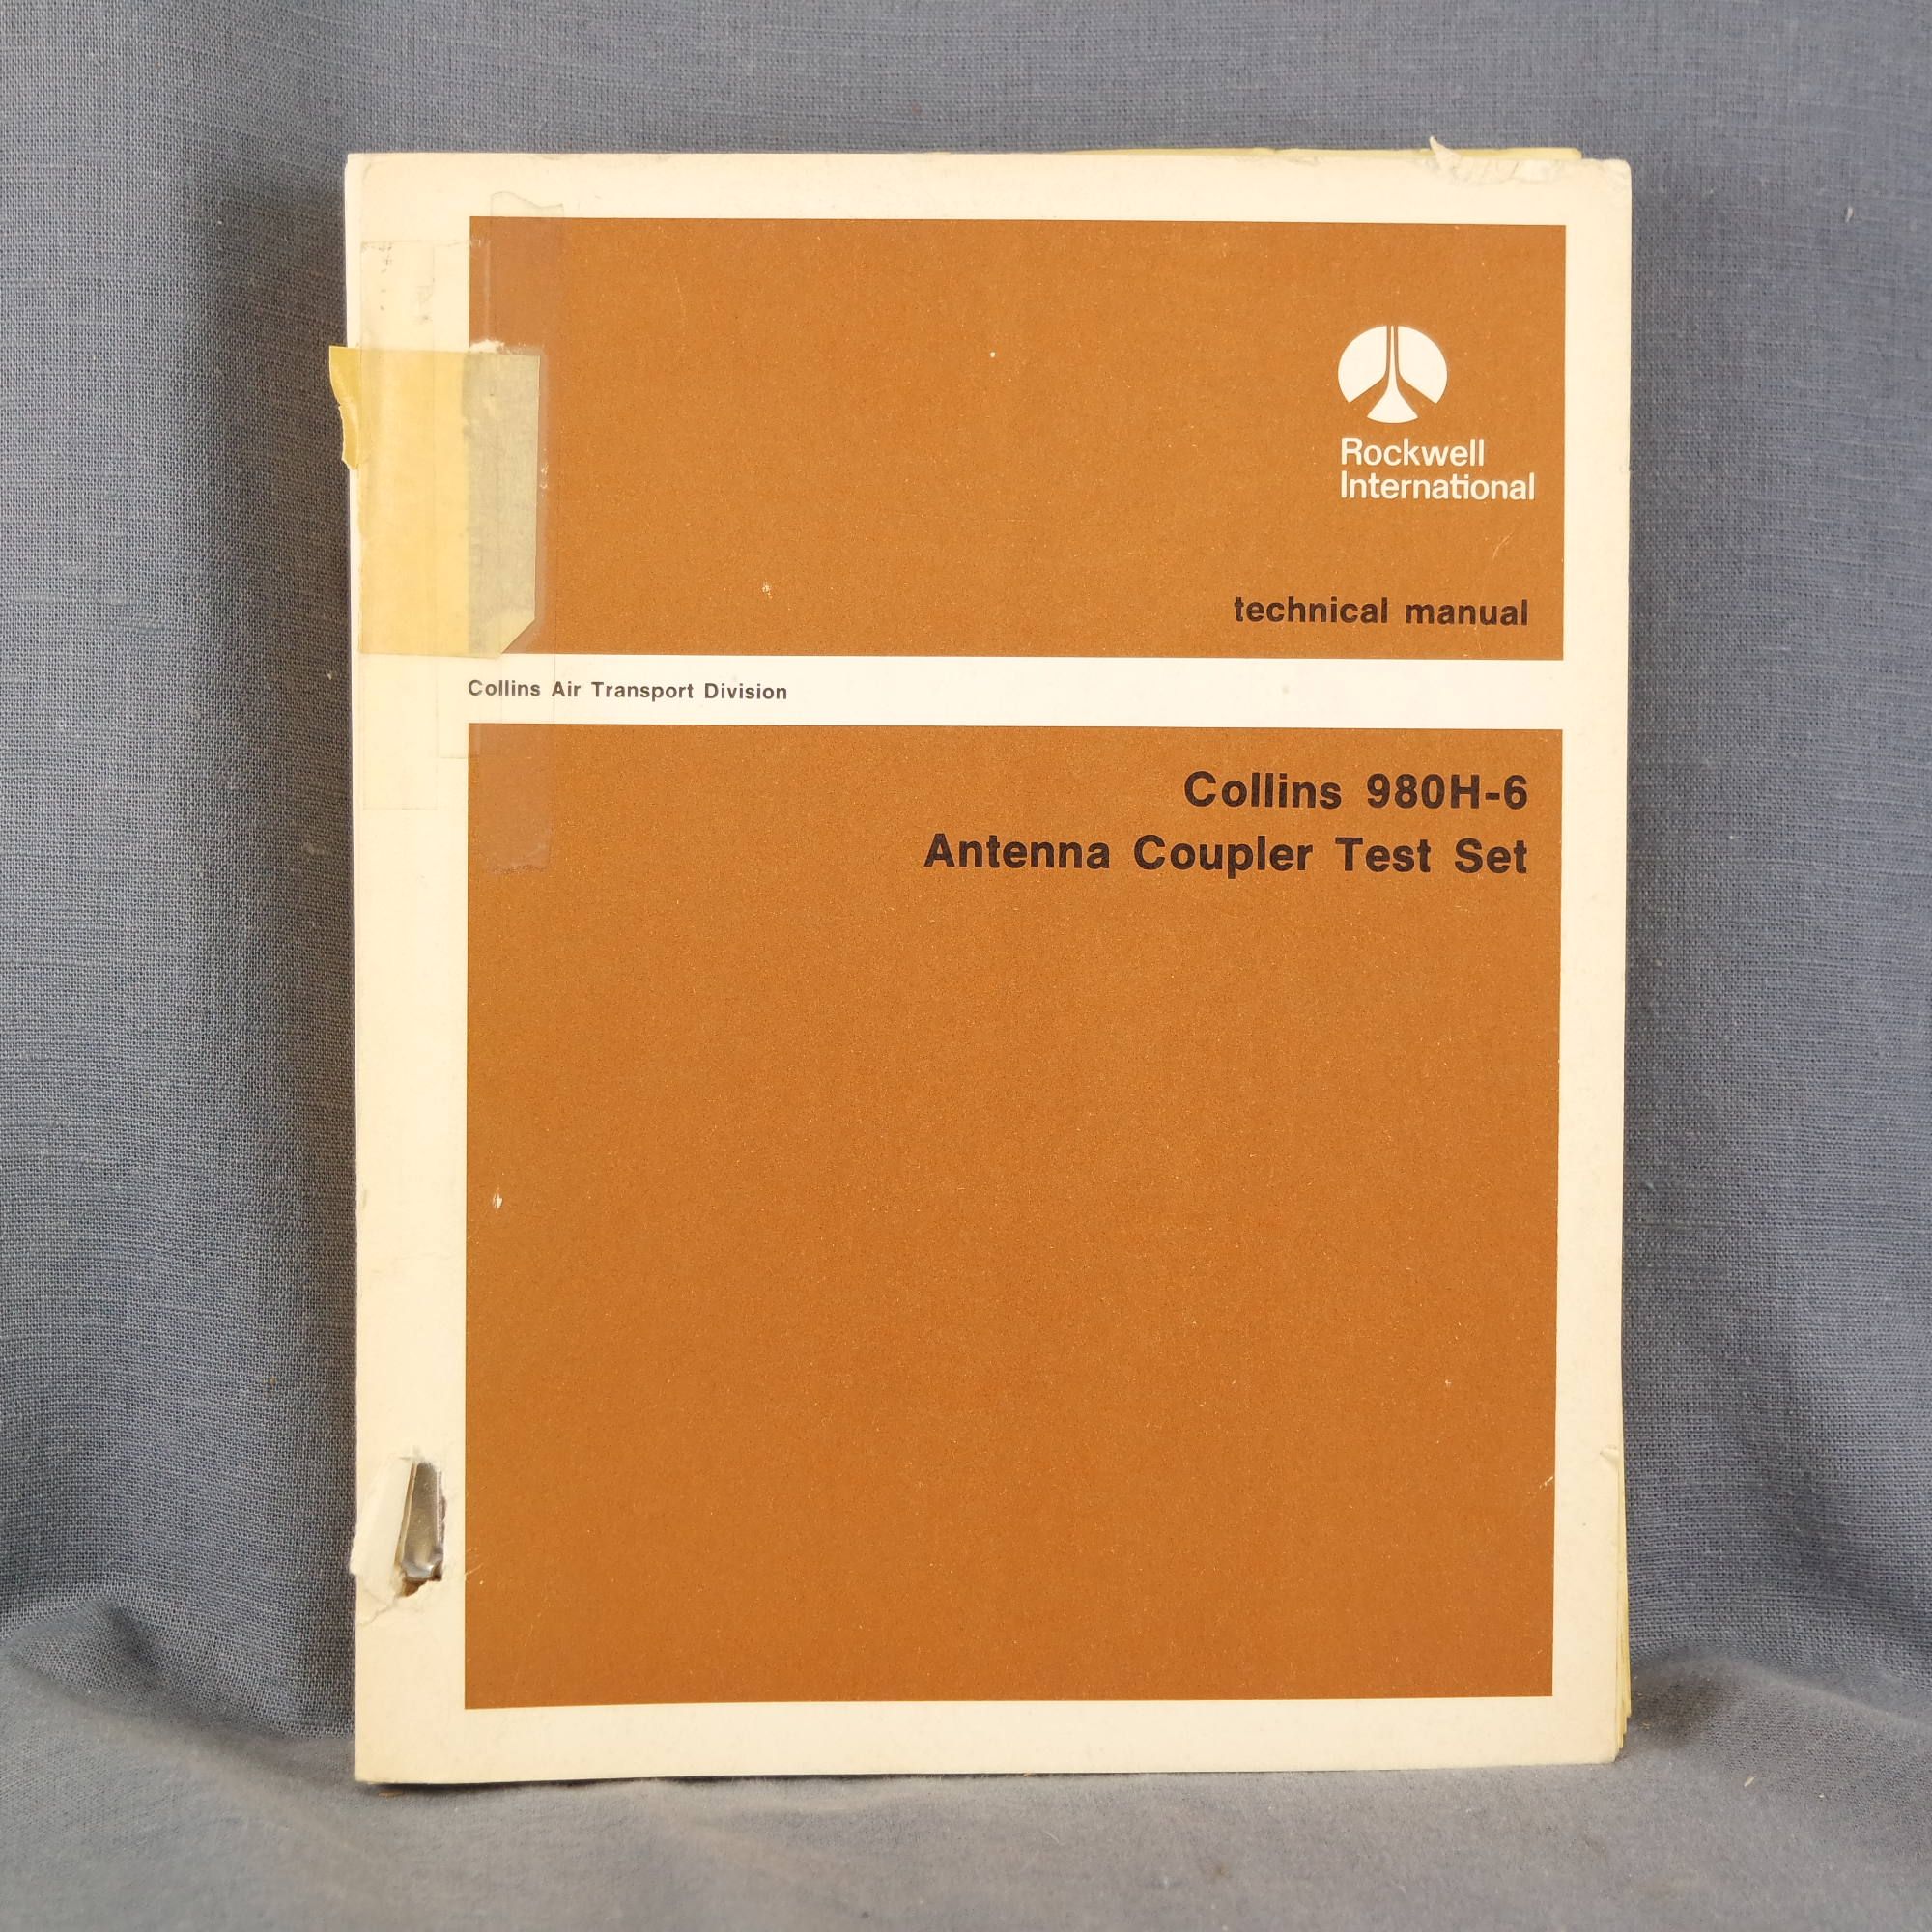 Rockwell
International
technical manual
Collins Air Transport Division
Collins 980H-6
Antenna Coupler Test Set